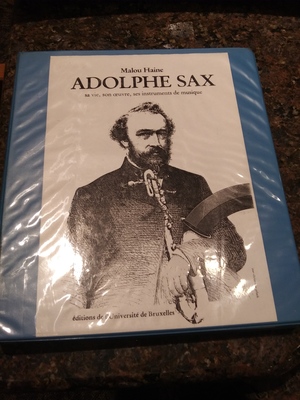 Malou Haine
ADOLPHE SAX
sa vie, son œuvre, ses instruments de musique
éditions de l'Université de Bruxelles